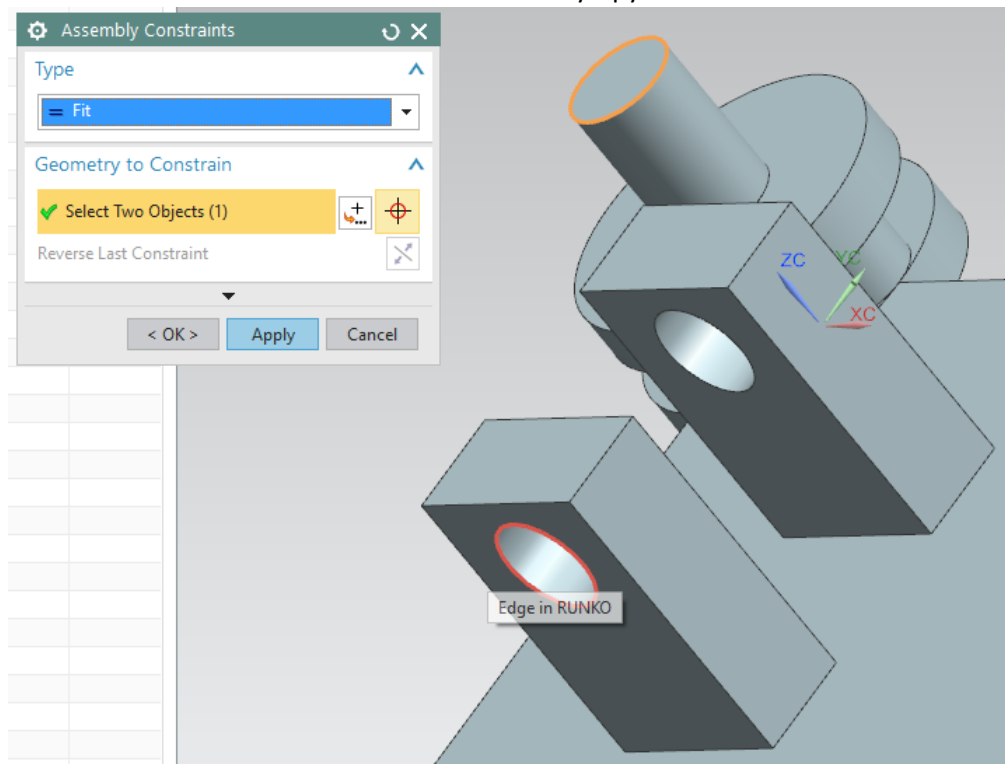 Assembly Constraints
Type
Fit
Geometry to Constrain
Select Two Objects (1)
Reverse Last Constraint
< OK >
Apply
Cancel
ZC
YC
XC
Edge in RUNKO